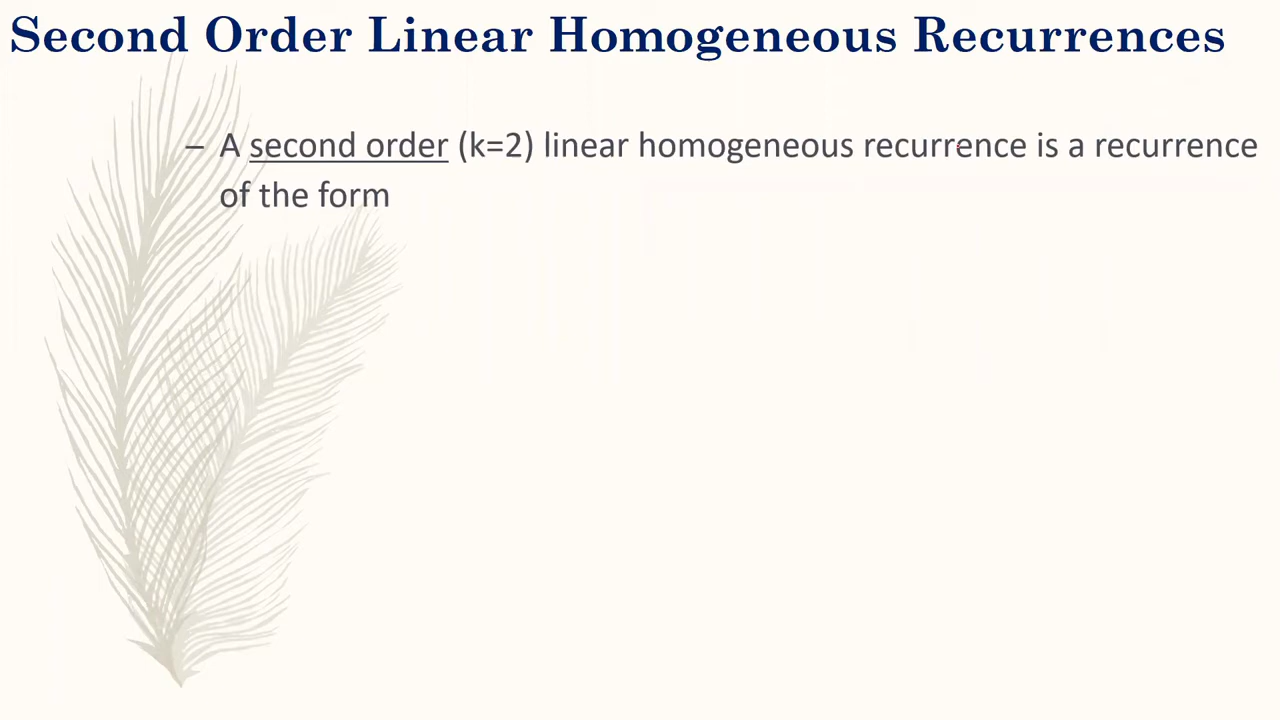 Second Order Linear Homogeneous Recurrences
– A second order (k=2) linear homogeneous recurrence is a recurrence
of the form